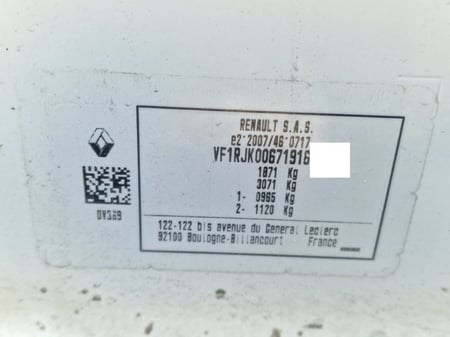 RENAULT S.A.S.
e2*2007/46*0717
VF1RJK00671916
1871 Kg
3071 Kg
1- 0965 Kg
2- 1120 Kg
DV369
122-122 bis avenue du General Leclerc
92100 Boulogne-Billancourt France